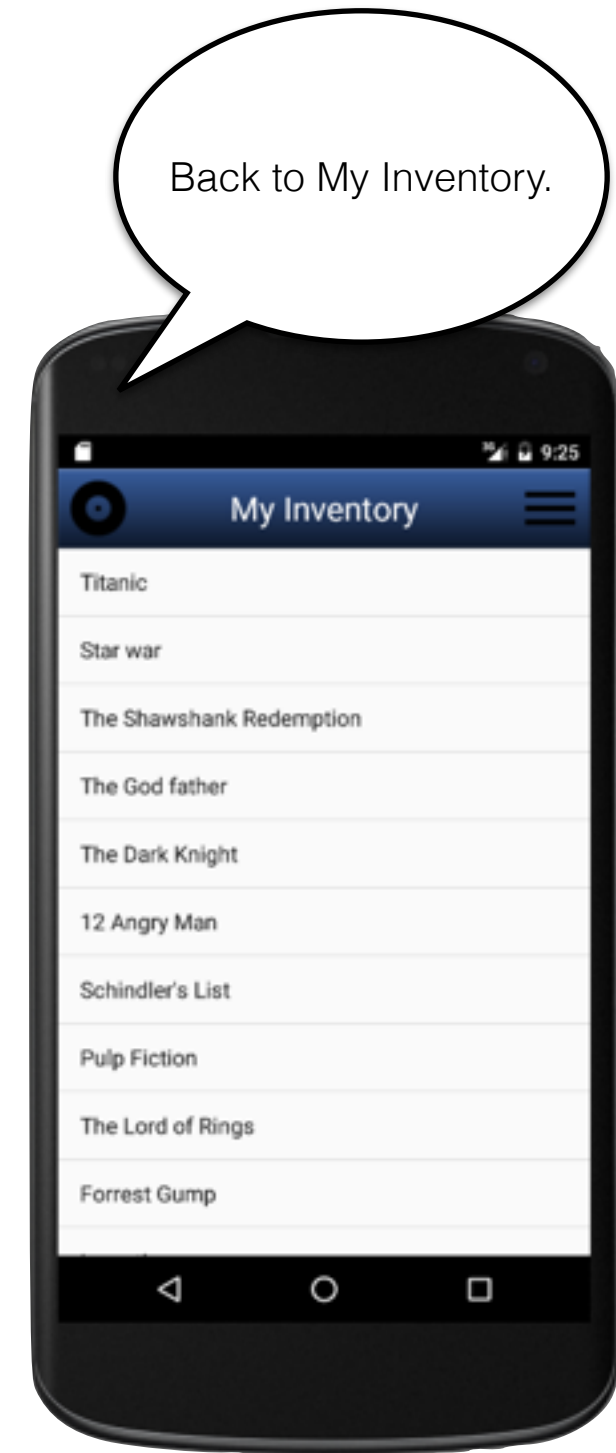 Back to My Inventory.
3G 9:25
My Inventory
Titanic
Star war
The Shawshank Redemption
The God father
The Dark Knight
12 Angry Man
Schindler's List
Pulp Fiction
The Lord of Rings
Forrest Gump